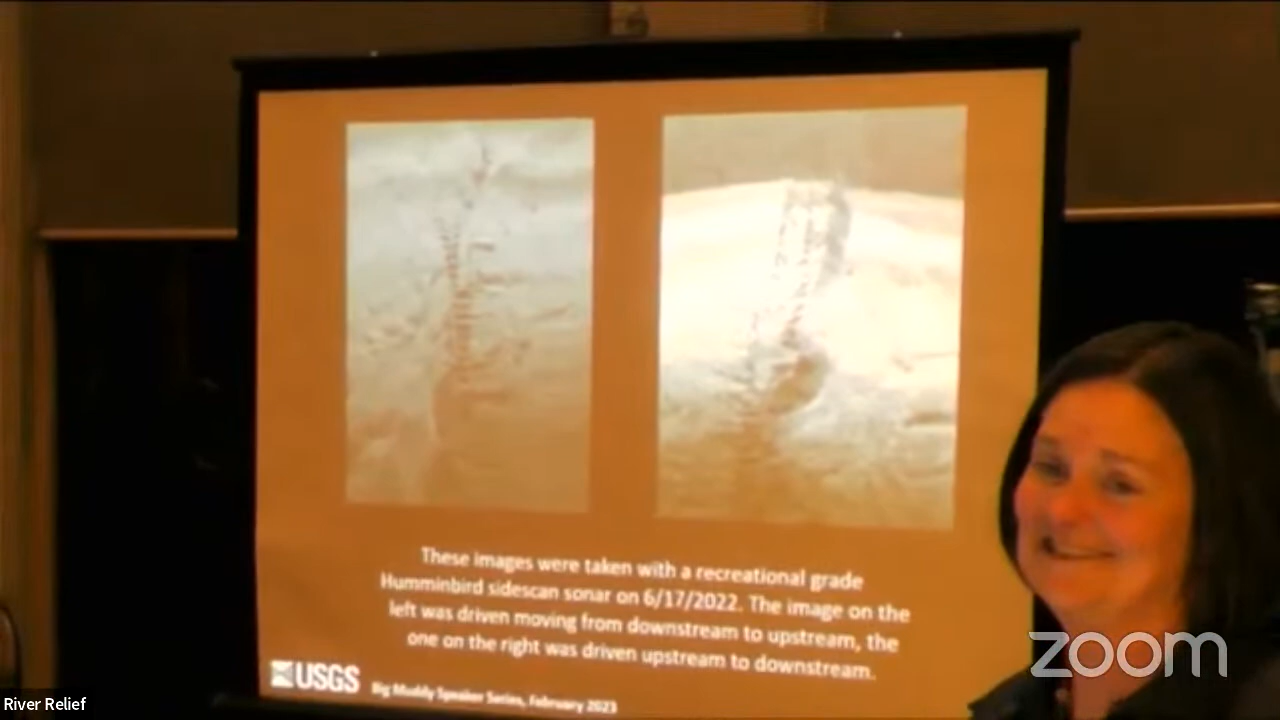 These images were taken with a recreational grade
Humminbird sidescan sonar on 6/17/2022. The image on the
left was driven moving from downstream to upstream, the
one on the right was driven upstream to downstream.
USGS
Big Muddy Speaker Series, February 2023
zoom
River Relief